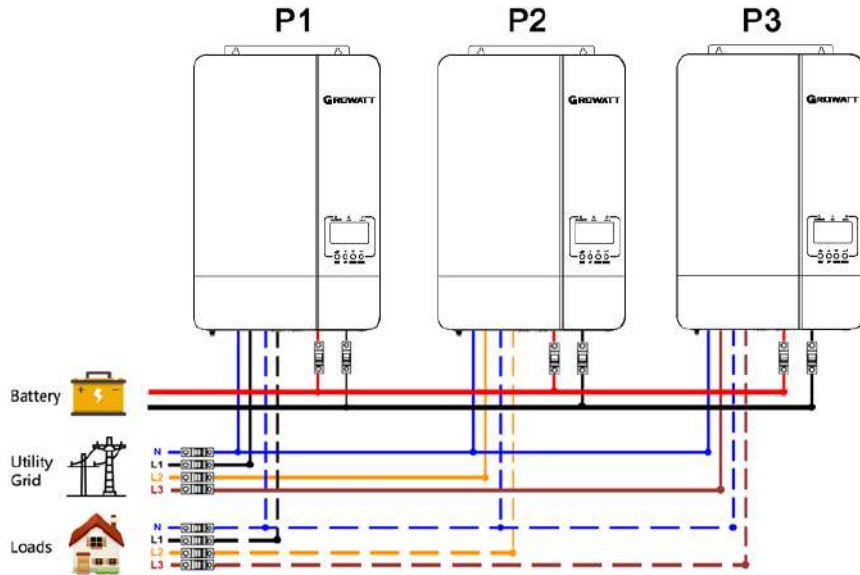 P1 P2 P3
GROWATT GROWATT GROWATT
Battery
Utility
Grid
N
L1
L2
L3
Loads
N
L1
L2
L3